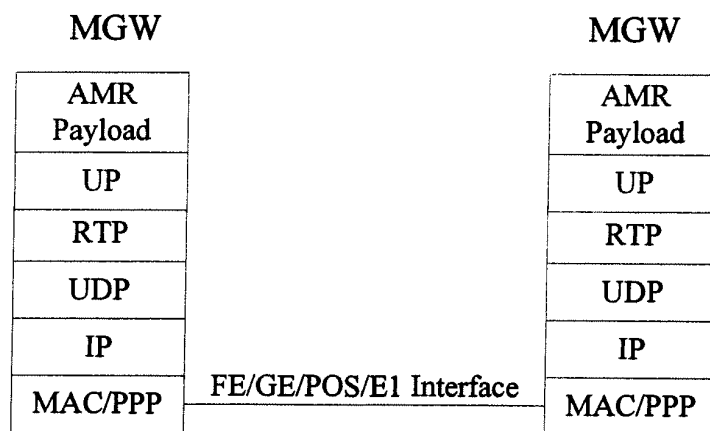 MGW
AMR
Payload
UP
RTP
UDP
IP
MAC/PPP
FE/GE/POS/E1 Interface
MGW
AMR
Payload
UP
RTP
UDP
IP
MAC/PPP